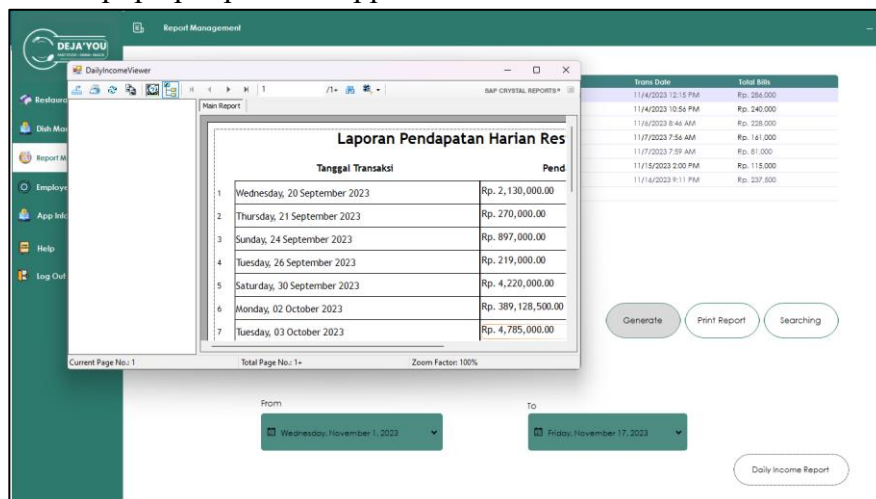 Report Management
DEJA'YOU
DailyIncomeViewer
1 /1+
SAP CRYSTAL REPORTS®
Main Report
Laporan Pendapatan Harian Res
Tanggal Transaksi Pend
1 Wednesday, 20 September 2023 Rp. 2,130,000.00
2 Thursday, 21 September 2023 Rp. 270,000.00
3 Sunday, 24 September 2023 Rp. 897,000.00
4 Tuesday, 26 September 2023 Rp. 219,000.00
5 Saturday, 30 September 2023 Rp. 4,220,000.00
6 Monday, 02 October 2023 Rp. 389,128,500.00
7 Tuesday, 03 October 2023 Rp. 4,785,000.00
Current Page No.: 1 Total Page No.: 1+ Zoom Factor: 100%
Restaura
Dish Ma
Report M
Employe
App Info
Help
Log Out
Trans Date Total Bills
11/4/2023 12:15 PM Rp. 286.000
11/4/2023 10:56 PM Rp. 240.000
11/6/2023 8:46 AM Rp. 228.000
11/7/2023 7:56 AM Rp. 161.000
11/7/2023 7:59 AM Rp. 81.000
11/15/2023 2:00 PM Rp. 115.000
11/16/2023 9:11 PM Rp. 237.500
Generate Print Report Searching
From To
Wednesday, November 1, 2023 Friday, November 17, 2023
Daily Income Report